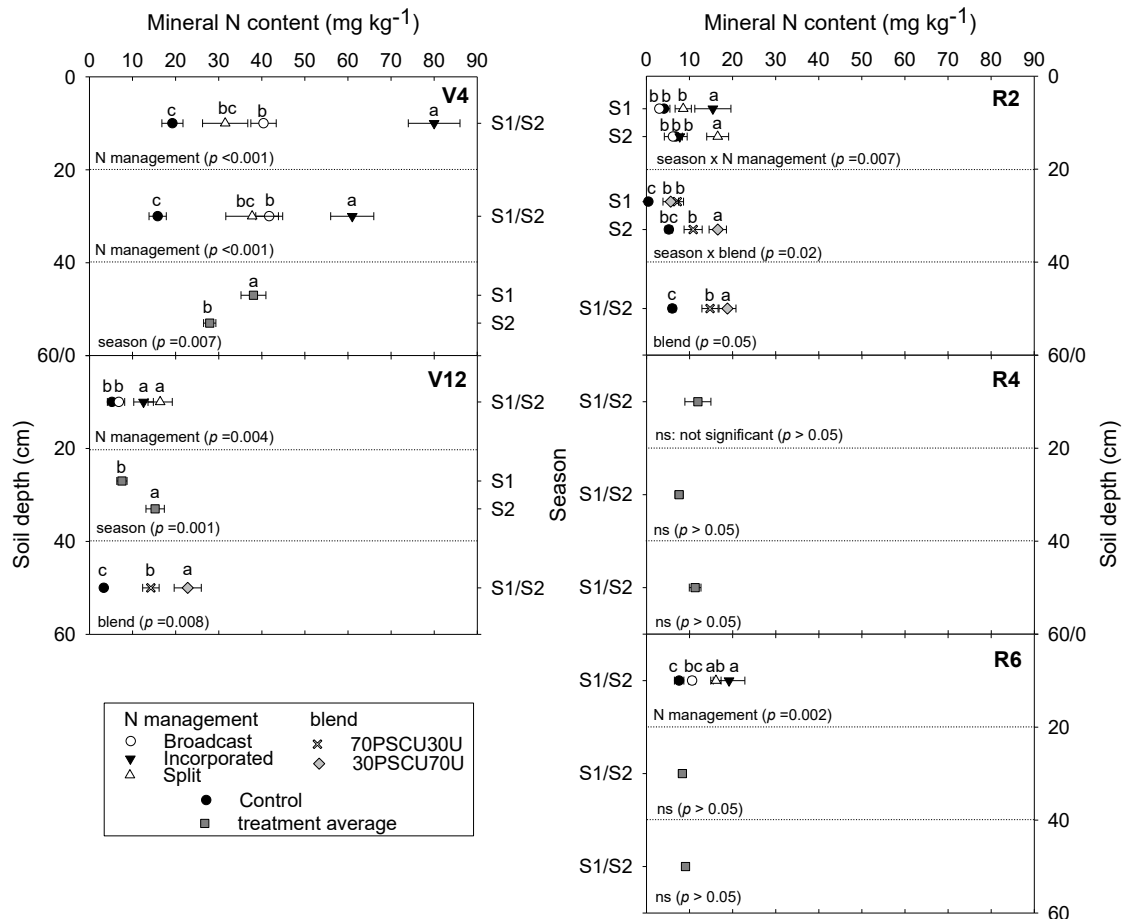 Mineral N content (mg kg-1)
0 10 20 30 40 50 60 70 80 90
0
V4
c bc b a
S1/S2
N management (p <0.001)
20
c bc b a
S1/S2
N management (p <0.001)
40
a
S1
b
S2
season (p =0.007)
60/0
V12
b b a a
S1/S2
N management (p =0.004)
20
b
S1
a
S2
season (p =0.001)
40
c b a
S1/S2
blend (p =0.008)
60
Soil depth (cm)
N management blend
Broadcast 70PSCU30U
Incorporated 30PSCU70U
Split
Control
treatment average
Mineral N content (mg kg-1)
0 10 20 30 40 50 60 70 80 90
0
R2
S1
b b b a
S2
b b b a
season x N management (p =0.007)
20
S1
c b b
S2
bc b a
season x blend (p =0.02)
40
S1/S2
c b a
blend (p =0.05)
60/0
R4
S1/S2
ns: not significant (p > 0.05)
20
S1/S2
ns (p > 0.05)
40
S1/S2
ns (p > 0.05)
60/0
R6
S1/S2
c bc ab a
N management (p =0.002)
20
S1/S2
ns (p > 0.05)
40
S1/S2
ns (p > 0.05)
60
Season
Soil depth (cm)